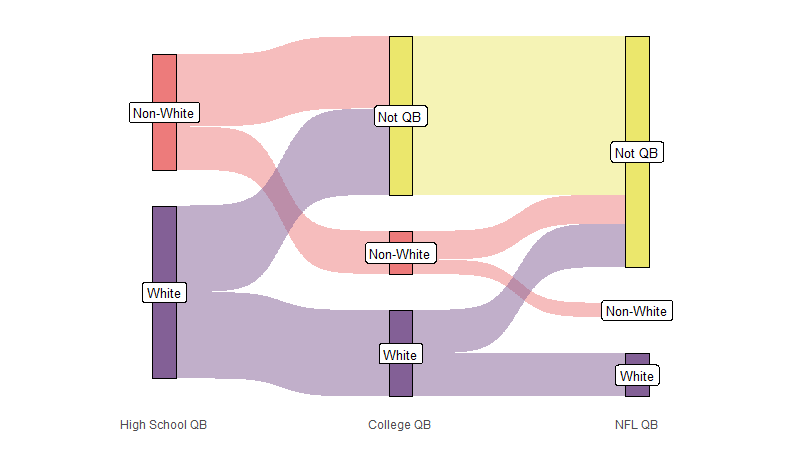 Non-White
White
Not QB
Non-White
White
Not QB
Non-White
White
High School QB
College QB
NFL QB